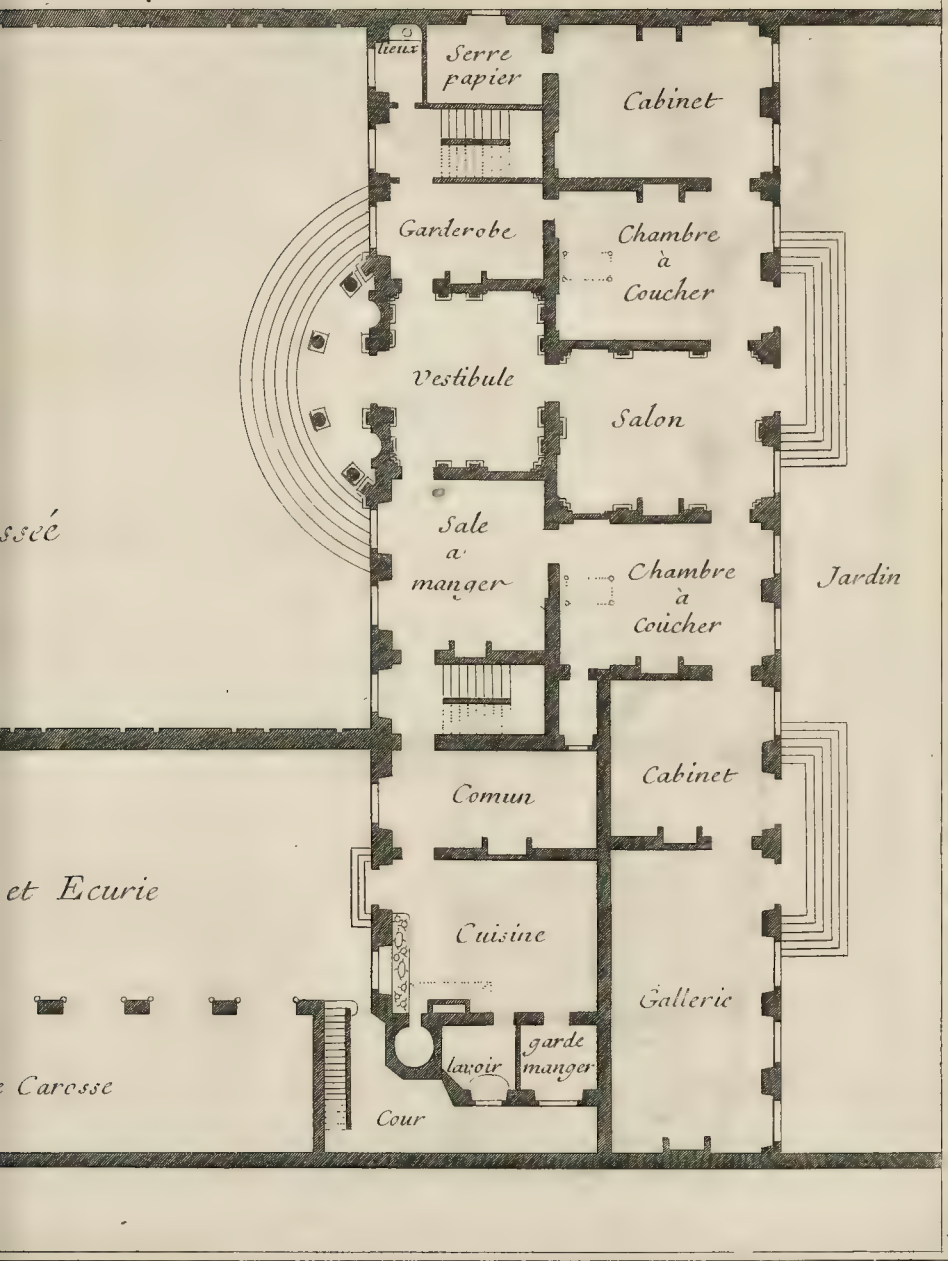 lieux
Serre
papier
Cabinet
Garderobe
Chambre
à
Coucher
Vestibule
Salon
ssée
Sale
a
manger
Chambre
à
Coucher
Jardin
Comun
Cabinet
et Ecurie
Cuisine
Gallerie
lavoir
garde
manger
e Carosse
Cour